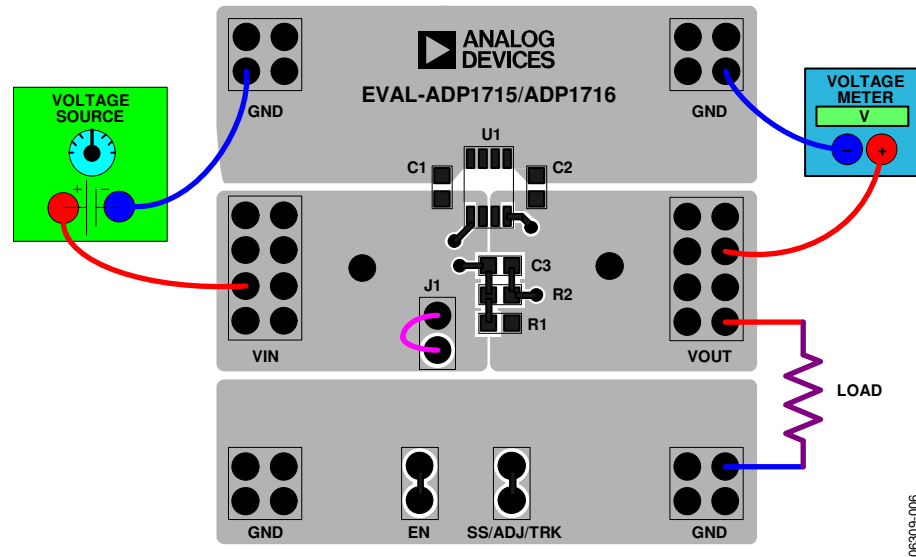 ANALOG
DEVICES
EVAL-ADP1715/ADP1716
GND
GND
VOLTAGE
SOURCE
+
–
VOLTAGE
METER
V
–
+
U1
C1
C2
C3
J1
R2
R1
VIN
VOUT
LOAD
GND
EN
SS/ADJ/TRK
GND
06309-006